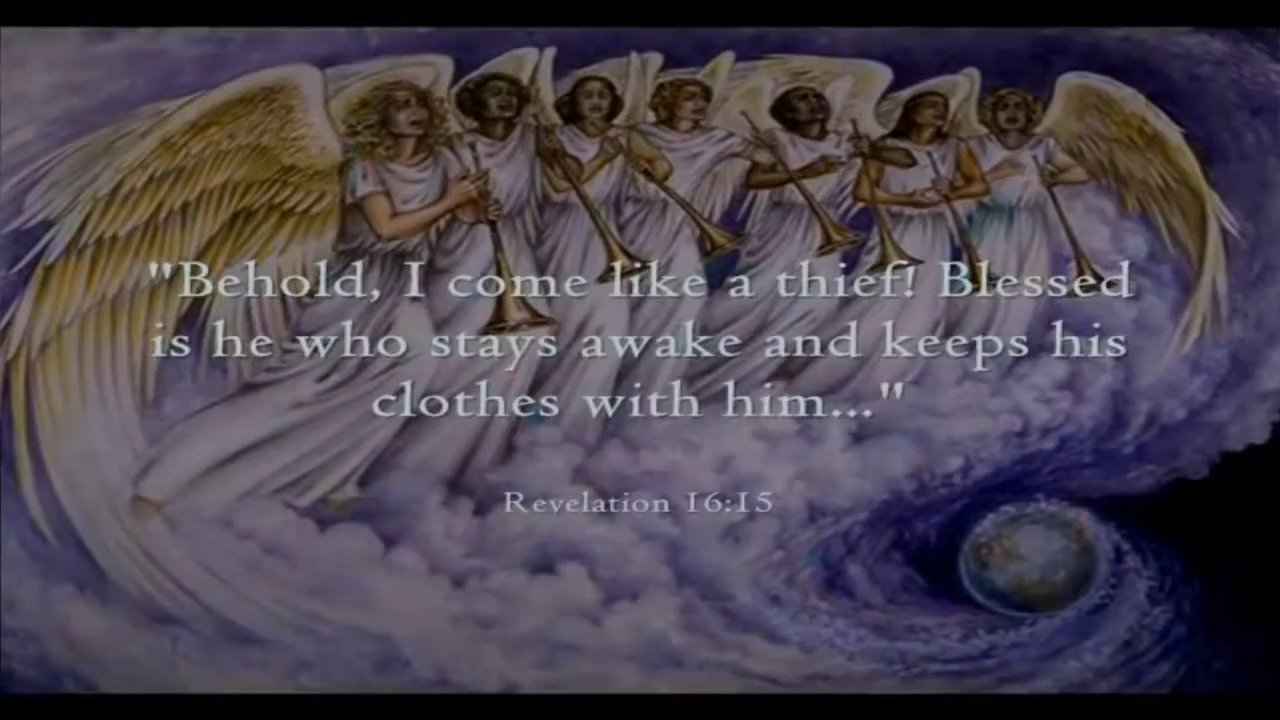 "Behold, I come like a thief! Blessed
is he who stays awake and keeps his
clothes with him..."
Revelation 16:15